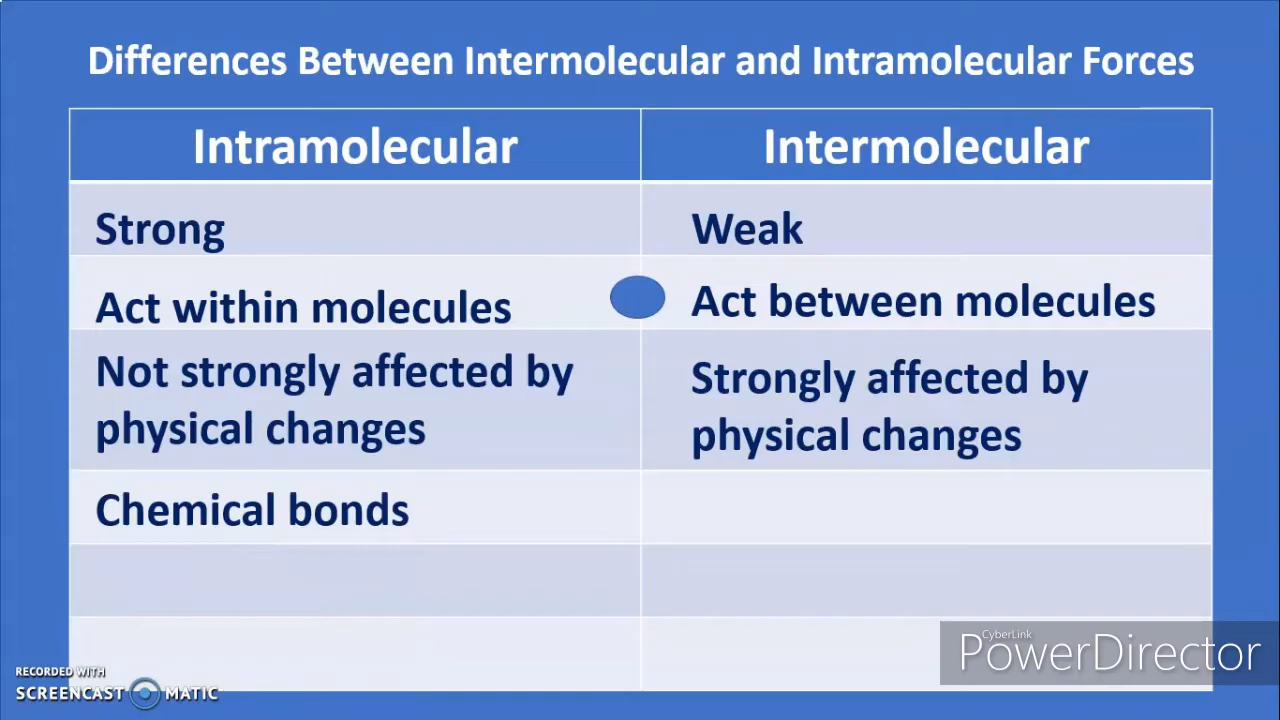 Differences Between Intermolecular and Intramolecular Forces
Intramolecular
Intermolecular
Strong
Weak
Act within molecules
Act between molecules
Not strongly affected by
physical changes
Strongly affected by
physical changes
Chemical bonds
CyberLink
PowerDirector
RECORDED WITH
SCREENCAST MATIC